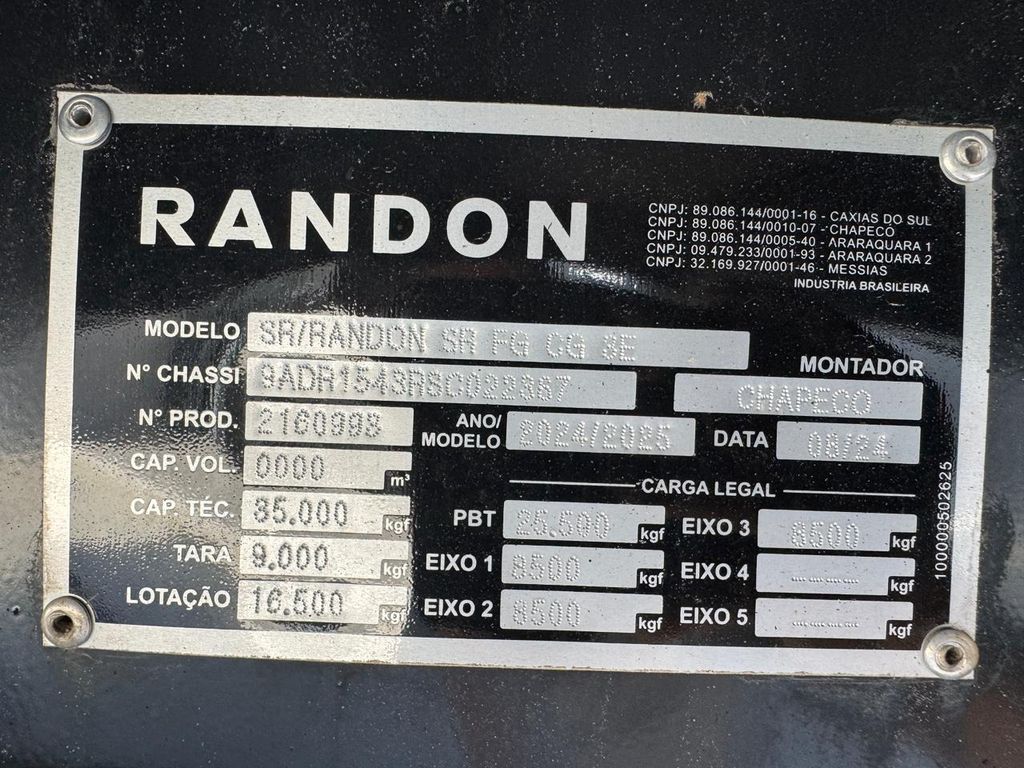 RANDON
CNPJ: 89.086.144/0001-16 - CAXIAS DO SUL
CNPJ: 89.086.144/0010-07 - CHAPECÓ
CNPJ: 89.086.144/0005-40 - ARARAQUARA 1
CNPJ: 09.479.233/0001-93 - ARARAQUARA 2
CNPJ: 32.169.927/0001-46 - MESSIAS
INDÚSTRIA BRASILEIRA
MODELO SR/RANDON SR FG CG 3E
MONTADOR
N° CHASSI
CHAPECO
N° PROD. 2160998
ANO/
MODELO 2024/2025
DATA 08/24
CAP. VOL. 0000 m³
CARGA LEGAL
CAP. TÉC. 35.000 kgf
PBT 25.500 kgf
EIXO 3 8500 kgf
TARA 9.000 kgf
EIXO 1 8500 kgf
EIXO 4 ............ kgf
LOTAÇÃO 16.500 kgf
EIXO 2 8500 kgf
EIXO 5 ............ kgf
100000502625